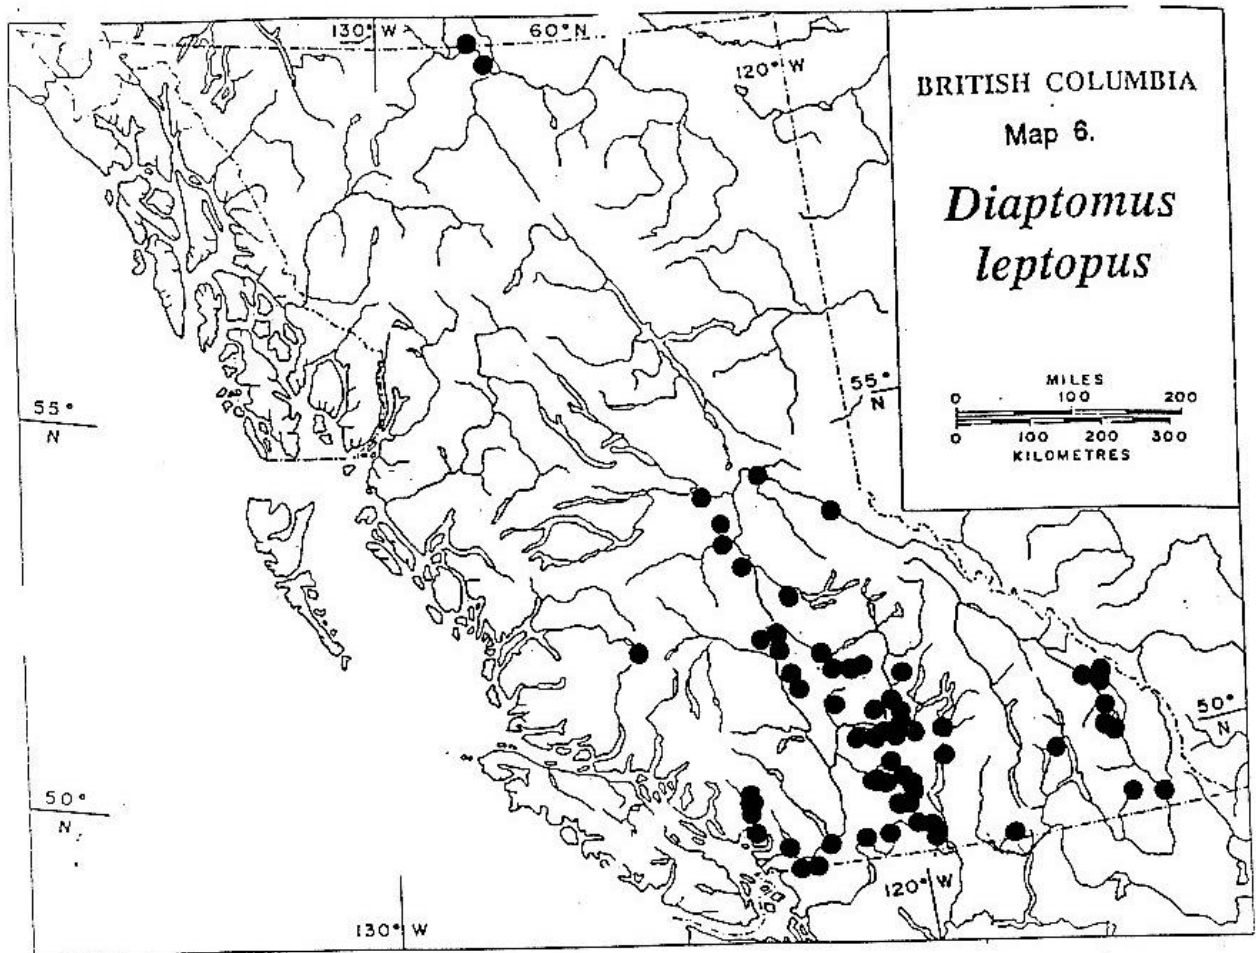 130° W
60° N
120° W
BRITISH COLUMBIA
Map 6.
Diaptomus
leptopus
MILES
0 100 200
0 100 200 300
KILOMETRES
55°
N
55°
N
50°
N
50°
N
120° W
130° W